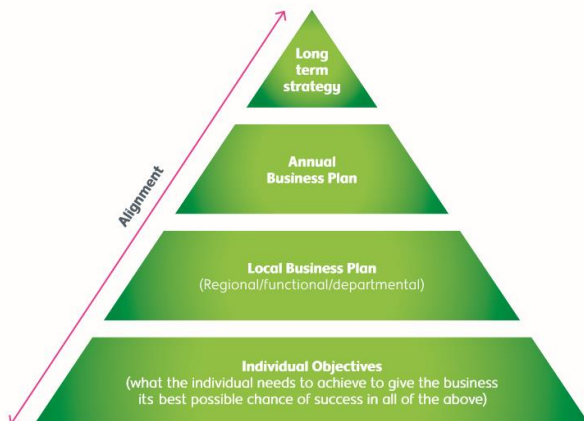 Long
term
strategy
Annual
Business Plan
Alignment
Local Business Plan
(Regional/functional/departmental)
Individual Objectives
(what the individual needs to achieve to give the business
its best possible chance of success in all of the above)